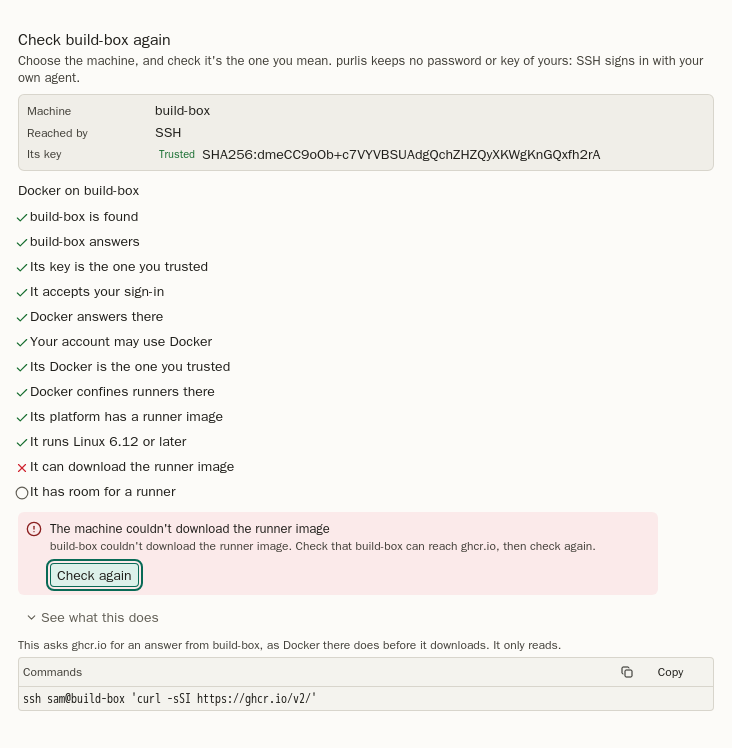 Check build-box again
Choose the machine, and check it's the one you mean. purlis keeps no password or key of yours: SSH signs in with your
own agent.
Machine build-box
Reached by SSH
Its key Trusted SHA256:dmeCC9oOb+c7VYVBSUAdgQchZHZQyXKWgKnGQxfh2rA
Docker on build-box
build-box is found
build-box answers
Its key is the one you trusted
It accepts your sign-in
Docker answers there
Your account may use Docker
Its Docker is the one you trusted
Docker confines runners there
Its platform has a runner image
It runs Linux 6.12 or later
It can download the runner image
It has room for a runner
The machine couldn't download the runner image
build-box couldn't download the runner image. Check that build-box can reach ghcr.io, then check again.
Check again
See what this does
This asks ghcr.io for an answer from build-box, as Docker there does before it downloads. It only reads.
Commands Copy
ssh sam@build-box 'curl -sSI https://ghcr.io/v2/'